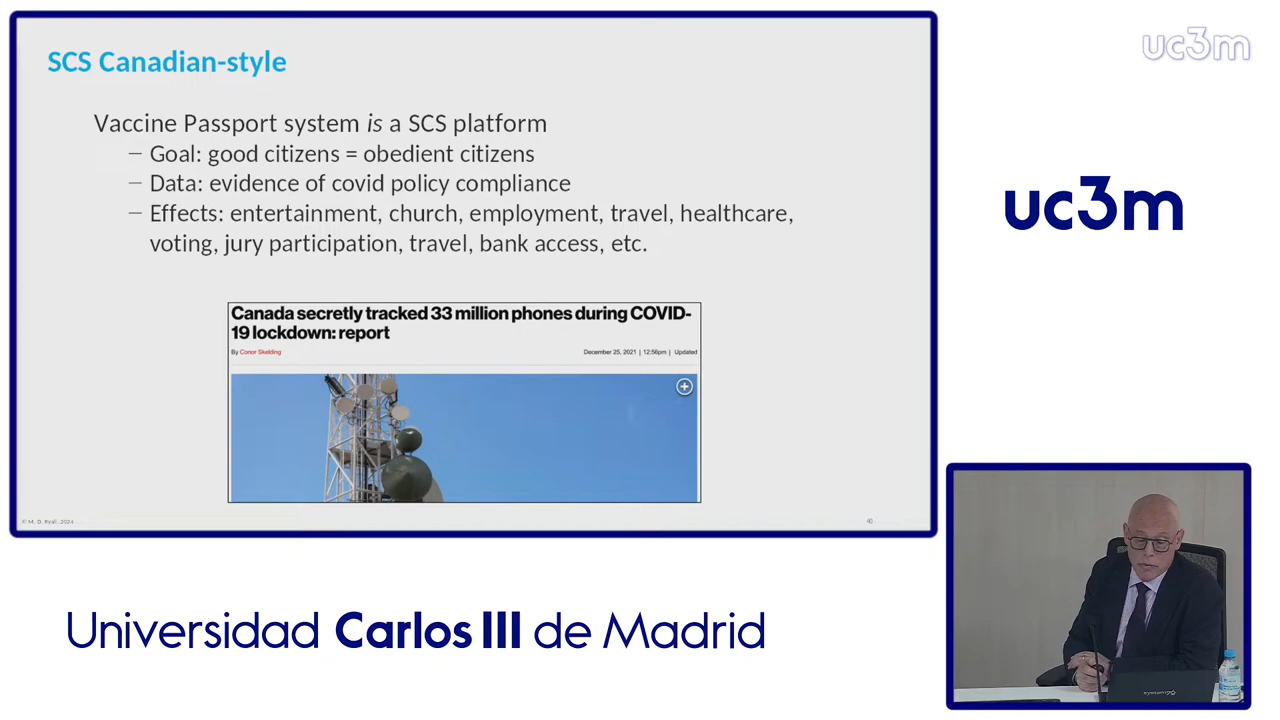 SCS Canadian-style
Vaccine Passport system is a SCS platform
– Goal: good citizens = obedient citizens
– Data: evidence of covid policy compliance
– Effects: entertainment, church, employment, travel, healthcare,
voting, jury participation, travel, bank access, etc.
Canada secretly tracked 33 million phones during COVID-
19 lockdown: report
By Conor Skelding
December 25, 2021 | 12:56pm | Updated
© M. D. Ryall, 2024
40
uc3m
uc3m
Universidad Carlos III de Madrid